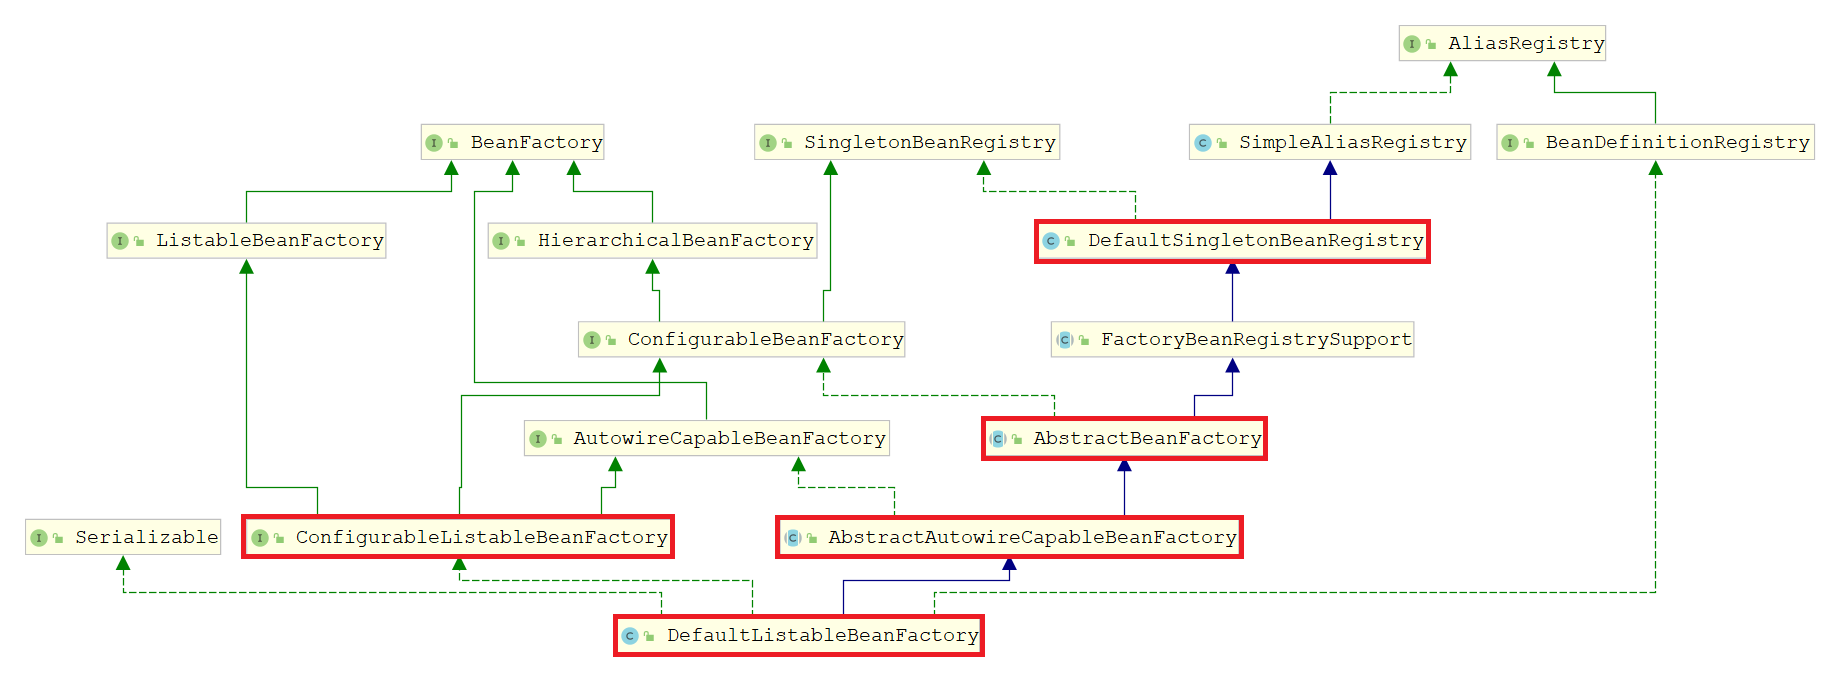 I AliasRegistry
I BeanFactory
I SingletonBeanRegistry
C SimpleAliasRegistry
I BeanDefinitionRegistry
I ListableBeanFactory
I HierarchicalBeanFactory
C DefaultSingletonBeanRegistry
I ConfigurableBeanFactory
C FactoryBeanRegistrySupport
I AutowireCapableBeanFactory
C AbstractBeanFactory
I Serializable
I ConfigurableListableBeanFactory
C AbstractAutowireCapableBeanFactory
C DefaultListableBeanFactory